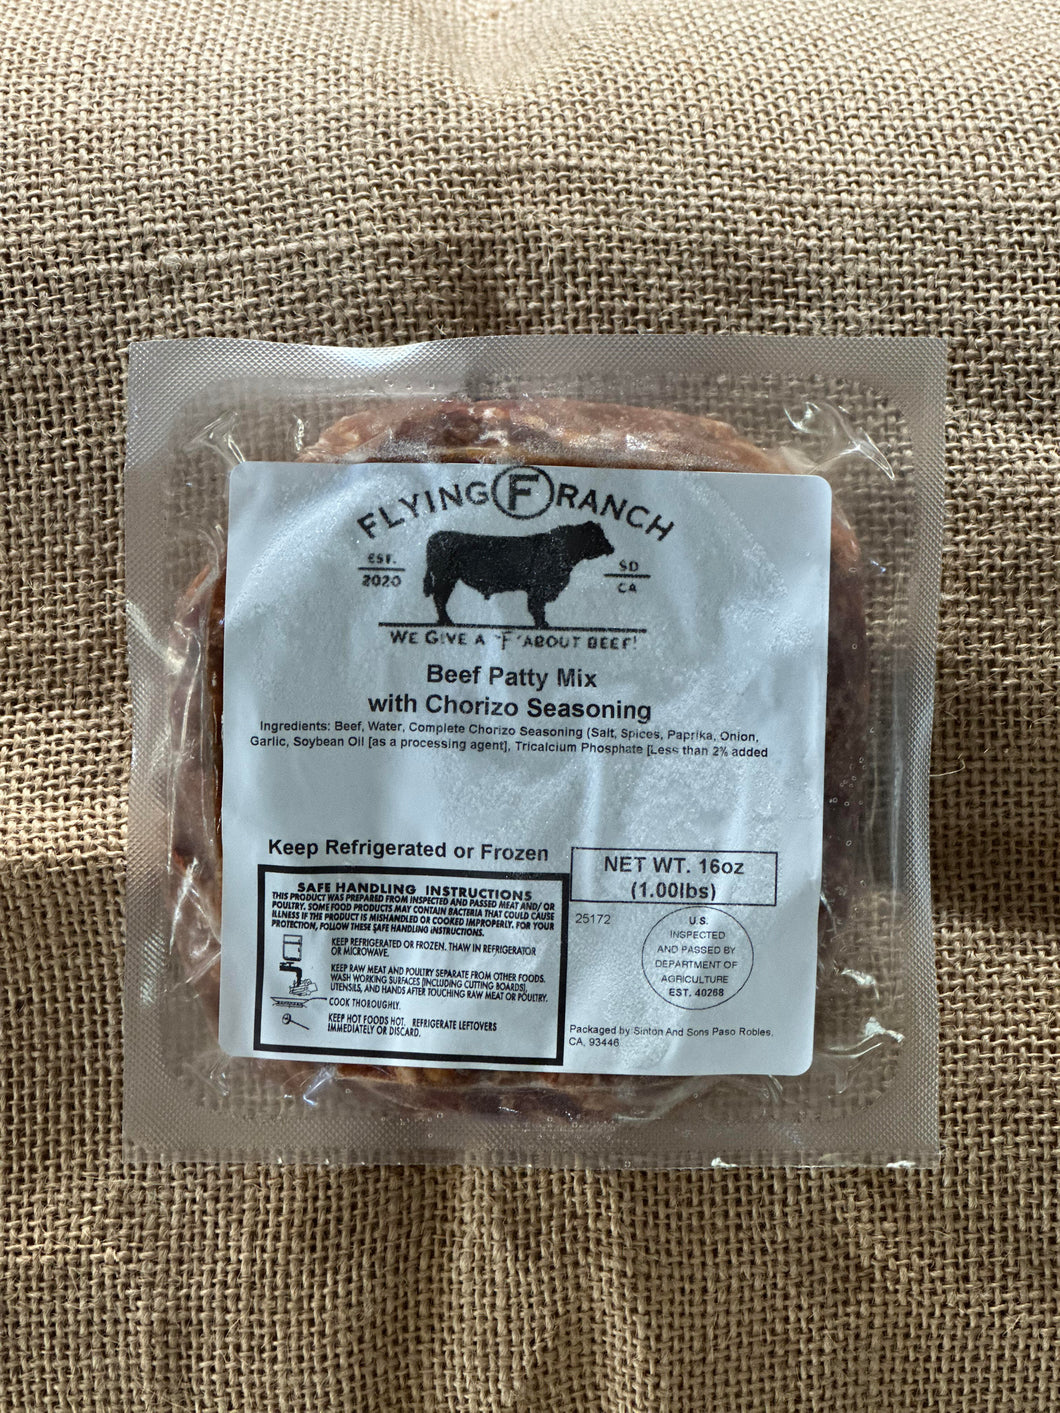 FLYING F RANCH
EST.
2020
SD
CA
WE GIVE A "F" ABOUT BEEF!
Beef Patty Mix
with Chorizo Seasoning
Ingredients: Beef, Water, Complete Chorizo Seasoning (Salt, Spices, Paprika, Onion,
Garlic, Soybean Oil [as a processing agent], Tricalcium Phosphate [Less than 2% added
Keep Refrigerated or Frozen
SAFE HANDLING INSTRUCTIONS
THIS PRODUCT WAS PREPARED FROM INSPECTED AND PASSED MEAT AND/OR
POULTRY. SOME FOOD PRODUCTS MAY CONTAIN BACTERIA THAT COULD CAUSE
ILLNESS IF THE PRODUCT IS MISHANDLED OR COOKED IMPROPERLY. FOR YOUR
PROTECTION, FOLLOW THESE SAFE HANDLING INSTRUCTIONS.
KEEP REFRIGERATED OR FROZEN. THAW IN REFRIGERATOR
OR MICROWAVE.
KEEP RAW MEAT AND POULTRY SEPARATE FROM OTHER FOODS.
WASH WORKING SURFACES (INCLUDING CUTTING BOARDS),
UTENSILS, AND HANDS AFTER TOUCHING RAW MEAT OR POULTRY.
COOK THOROUGHLY.
KEEP HOT FOODS HOT. REFRIGERATE LEFTOVERS
IMMEDIATELY OR DISCARD.
NET WT. 16oz
(1.00lbs)
25172
U.S.
INSPECTED
AND PASSED BY
DEPARTMENT OF
AGRICULTURE
EST. 40268
Packaged by Sinton And Sons Paso Robles,
CA, 93446